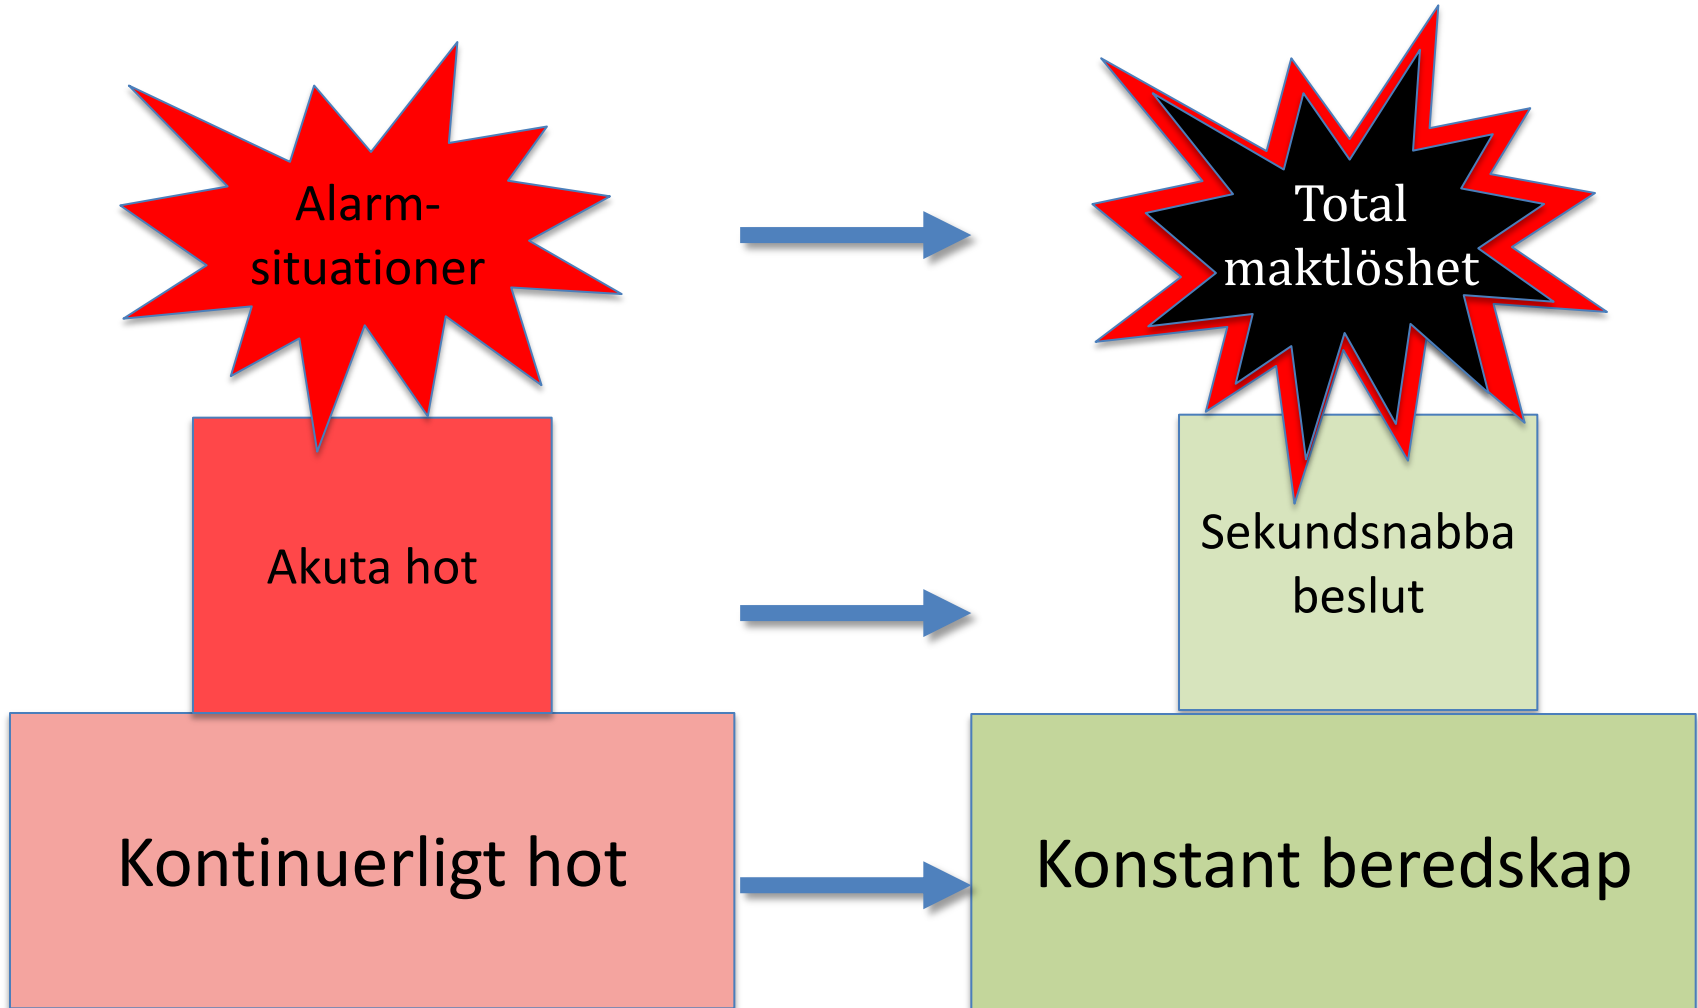 Alarm-
situationer
Total
maktlöshet
Akuta hot
Sekundsnabba
beslut
Kontinuerligt hot
Konstant beredskap